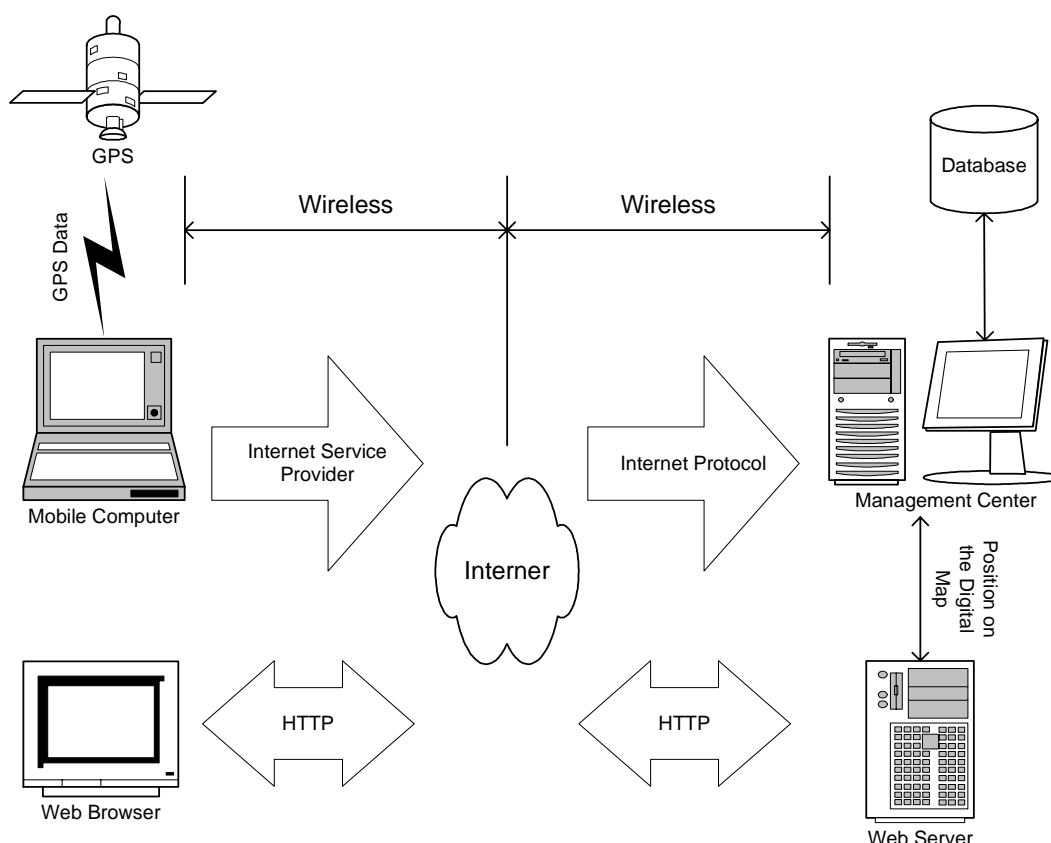 GPS
Database
Wireless
Wireless
GPS Data
Internet Service
Provider
Internet Protocol
Mobile Computer
Management Center
Interner
Position on
the Digital
Map
HTTP
HTTP
Web Browser
Web Server